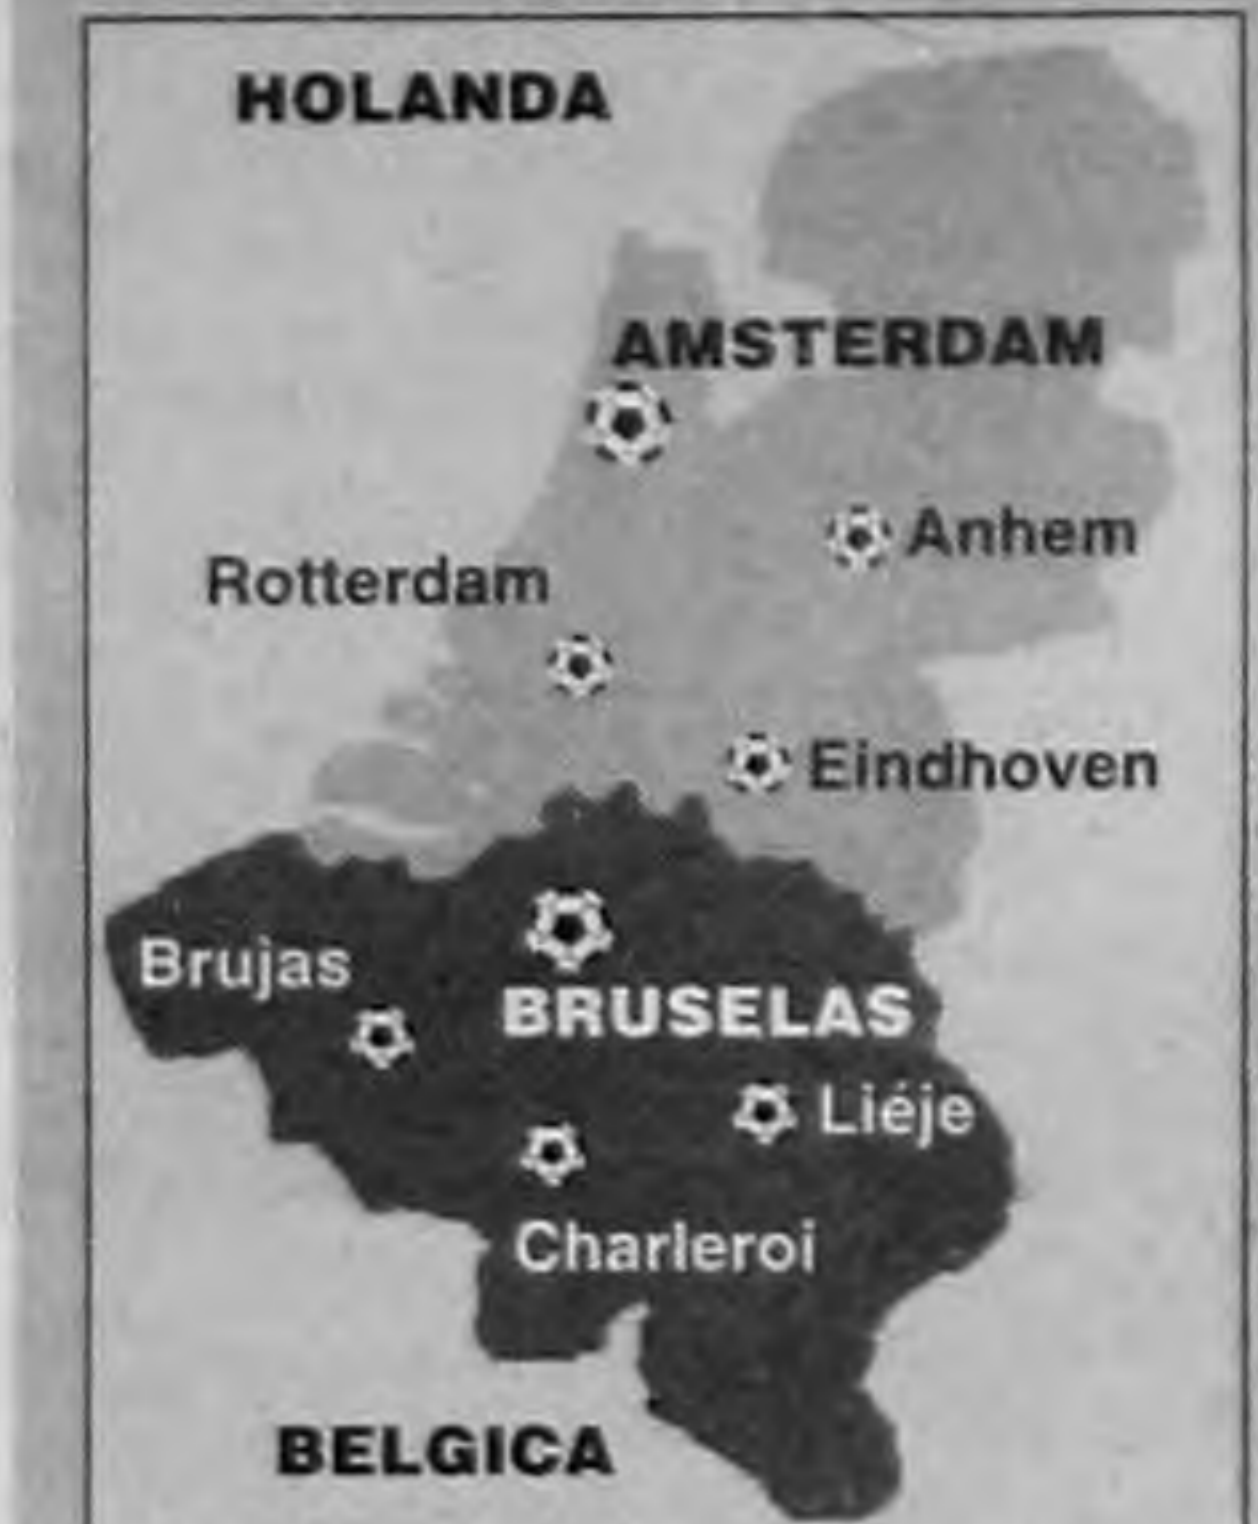 HOLANDA
AMSTERDAM
Anhem
Rotterdam
Eindhoven
Brujas
BRUSELAS
Liéje
Charleroi
BELGICA